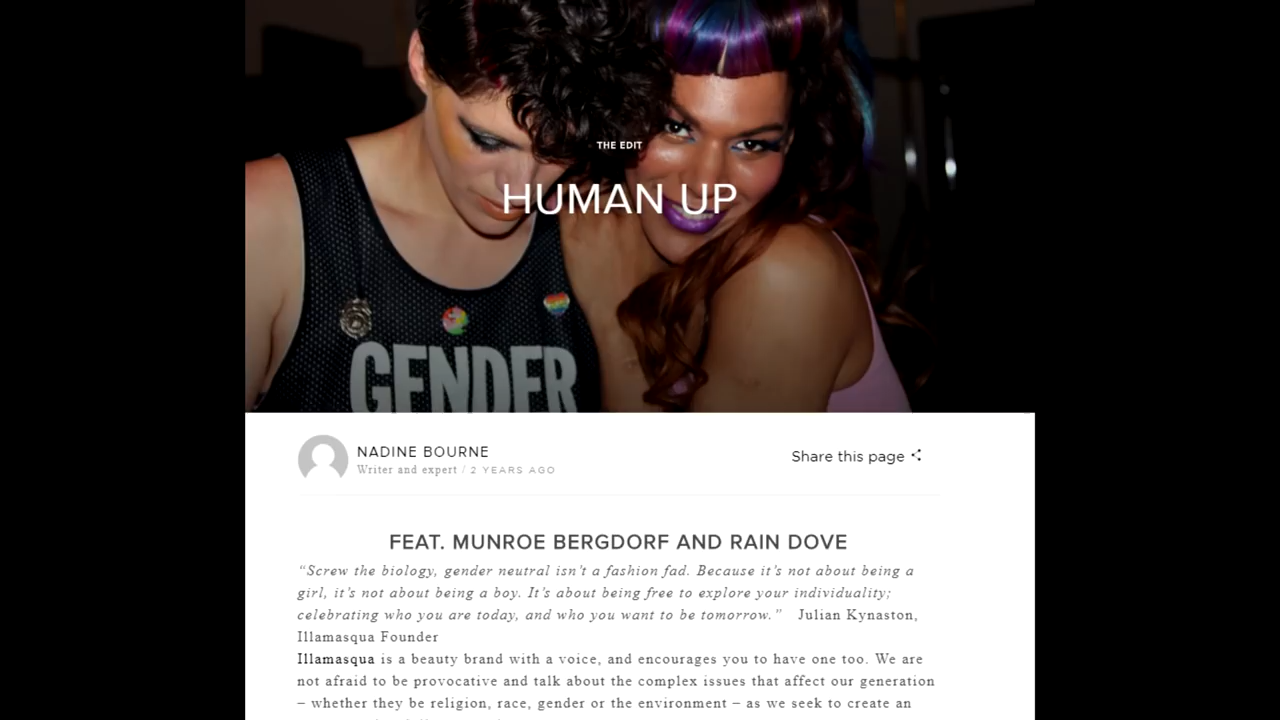 THE EDIT
HUMAN UP
GENDER
NADINE BOURNE
Share this page
Writer and expert / 2 YEARS AGO
FEAT. MUNROE BERGDORF AND RAIN DOVE
“Screw the biology, gender neutral isn’t a fashion fad. Because it’s not about being a
girl, it’s not about being a boy. It’s about being free to explore your individuality;
celebrating who you are today, and who you want to be tomorrow.” Julian Kynaston,
Illamasqua Founder
Illamasqua is a beauty brand with a voice, and encourages you to have one too. We are
not afraid to be provocative and talk about the complex issues that affect our generation
– whether they be religion, race, gender or the environment – as we seek to create an